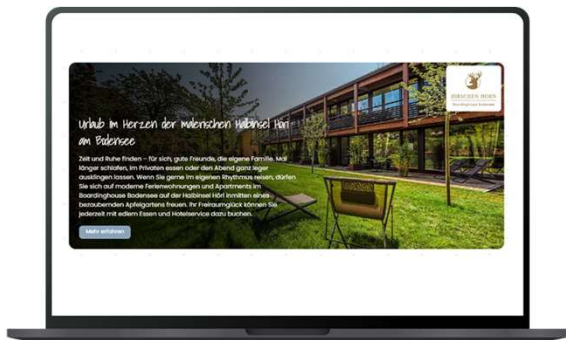 Urlaub im Herzen der malerischen Halbinsel Höri
am Bodensee
Zeit und Ruhe finden – für sich, gute Freunde, die eigene Familie. Mal
länger schlafen, im Privaten essen oder den Abend ganz leger
ausklingen lassen. Wenn Sie gerne im eigenen Rhythmus reisen, dürfen
Sie sich auf moderne Ferienwohnungen und Apartments im
Boardinghouse Bodensee auf der Halbinsel Höri inmitten eines
bezaubernden Apfelgartens freuen. Ihr Freiraumglück können Sie
jederzeit mit edlem Essen und Hotelservice dazu buchen.
Mehr erfahren
HIRSCHEN HORN
Boardinghouse Bodensee